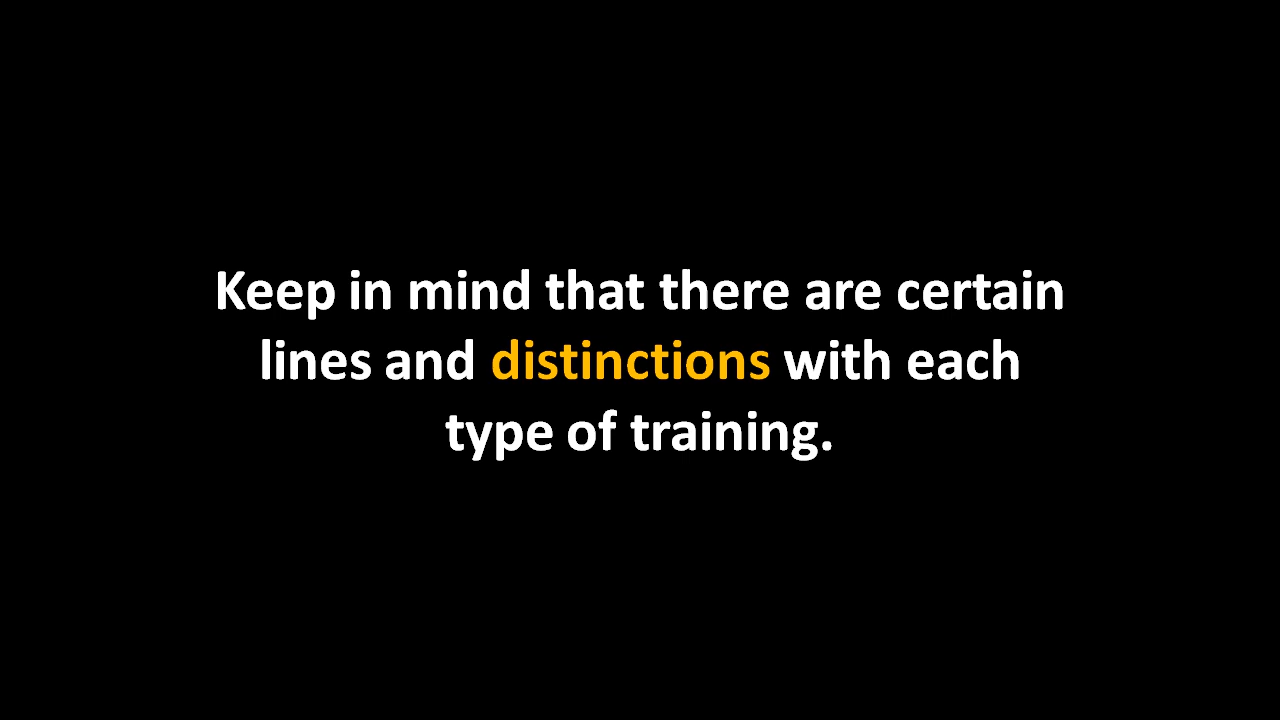 Keep in mind that there are certain
lines and distinctions with each
type of training.